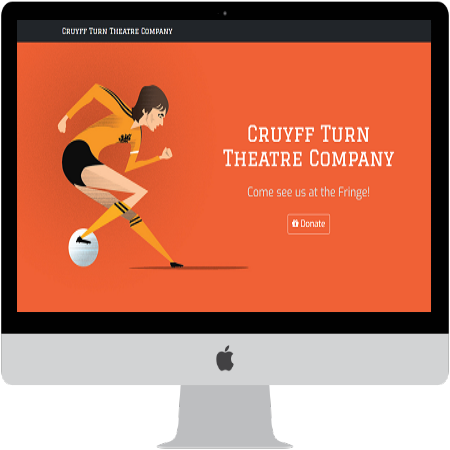 Cruyff Turn Theatre Company
Cruyff Turn
Theatre Company
Come see us at the Fringe!
Donate